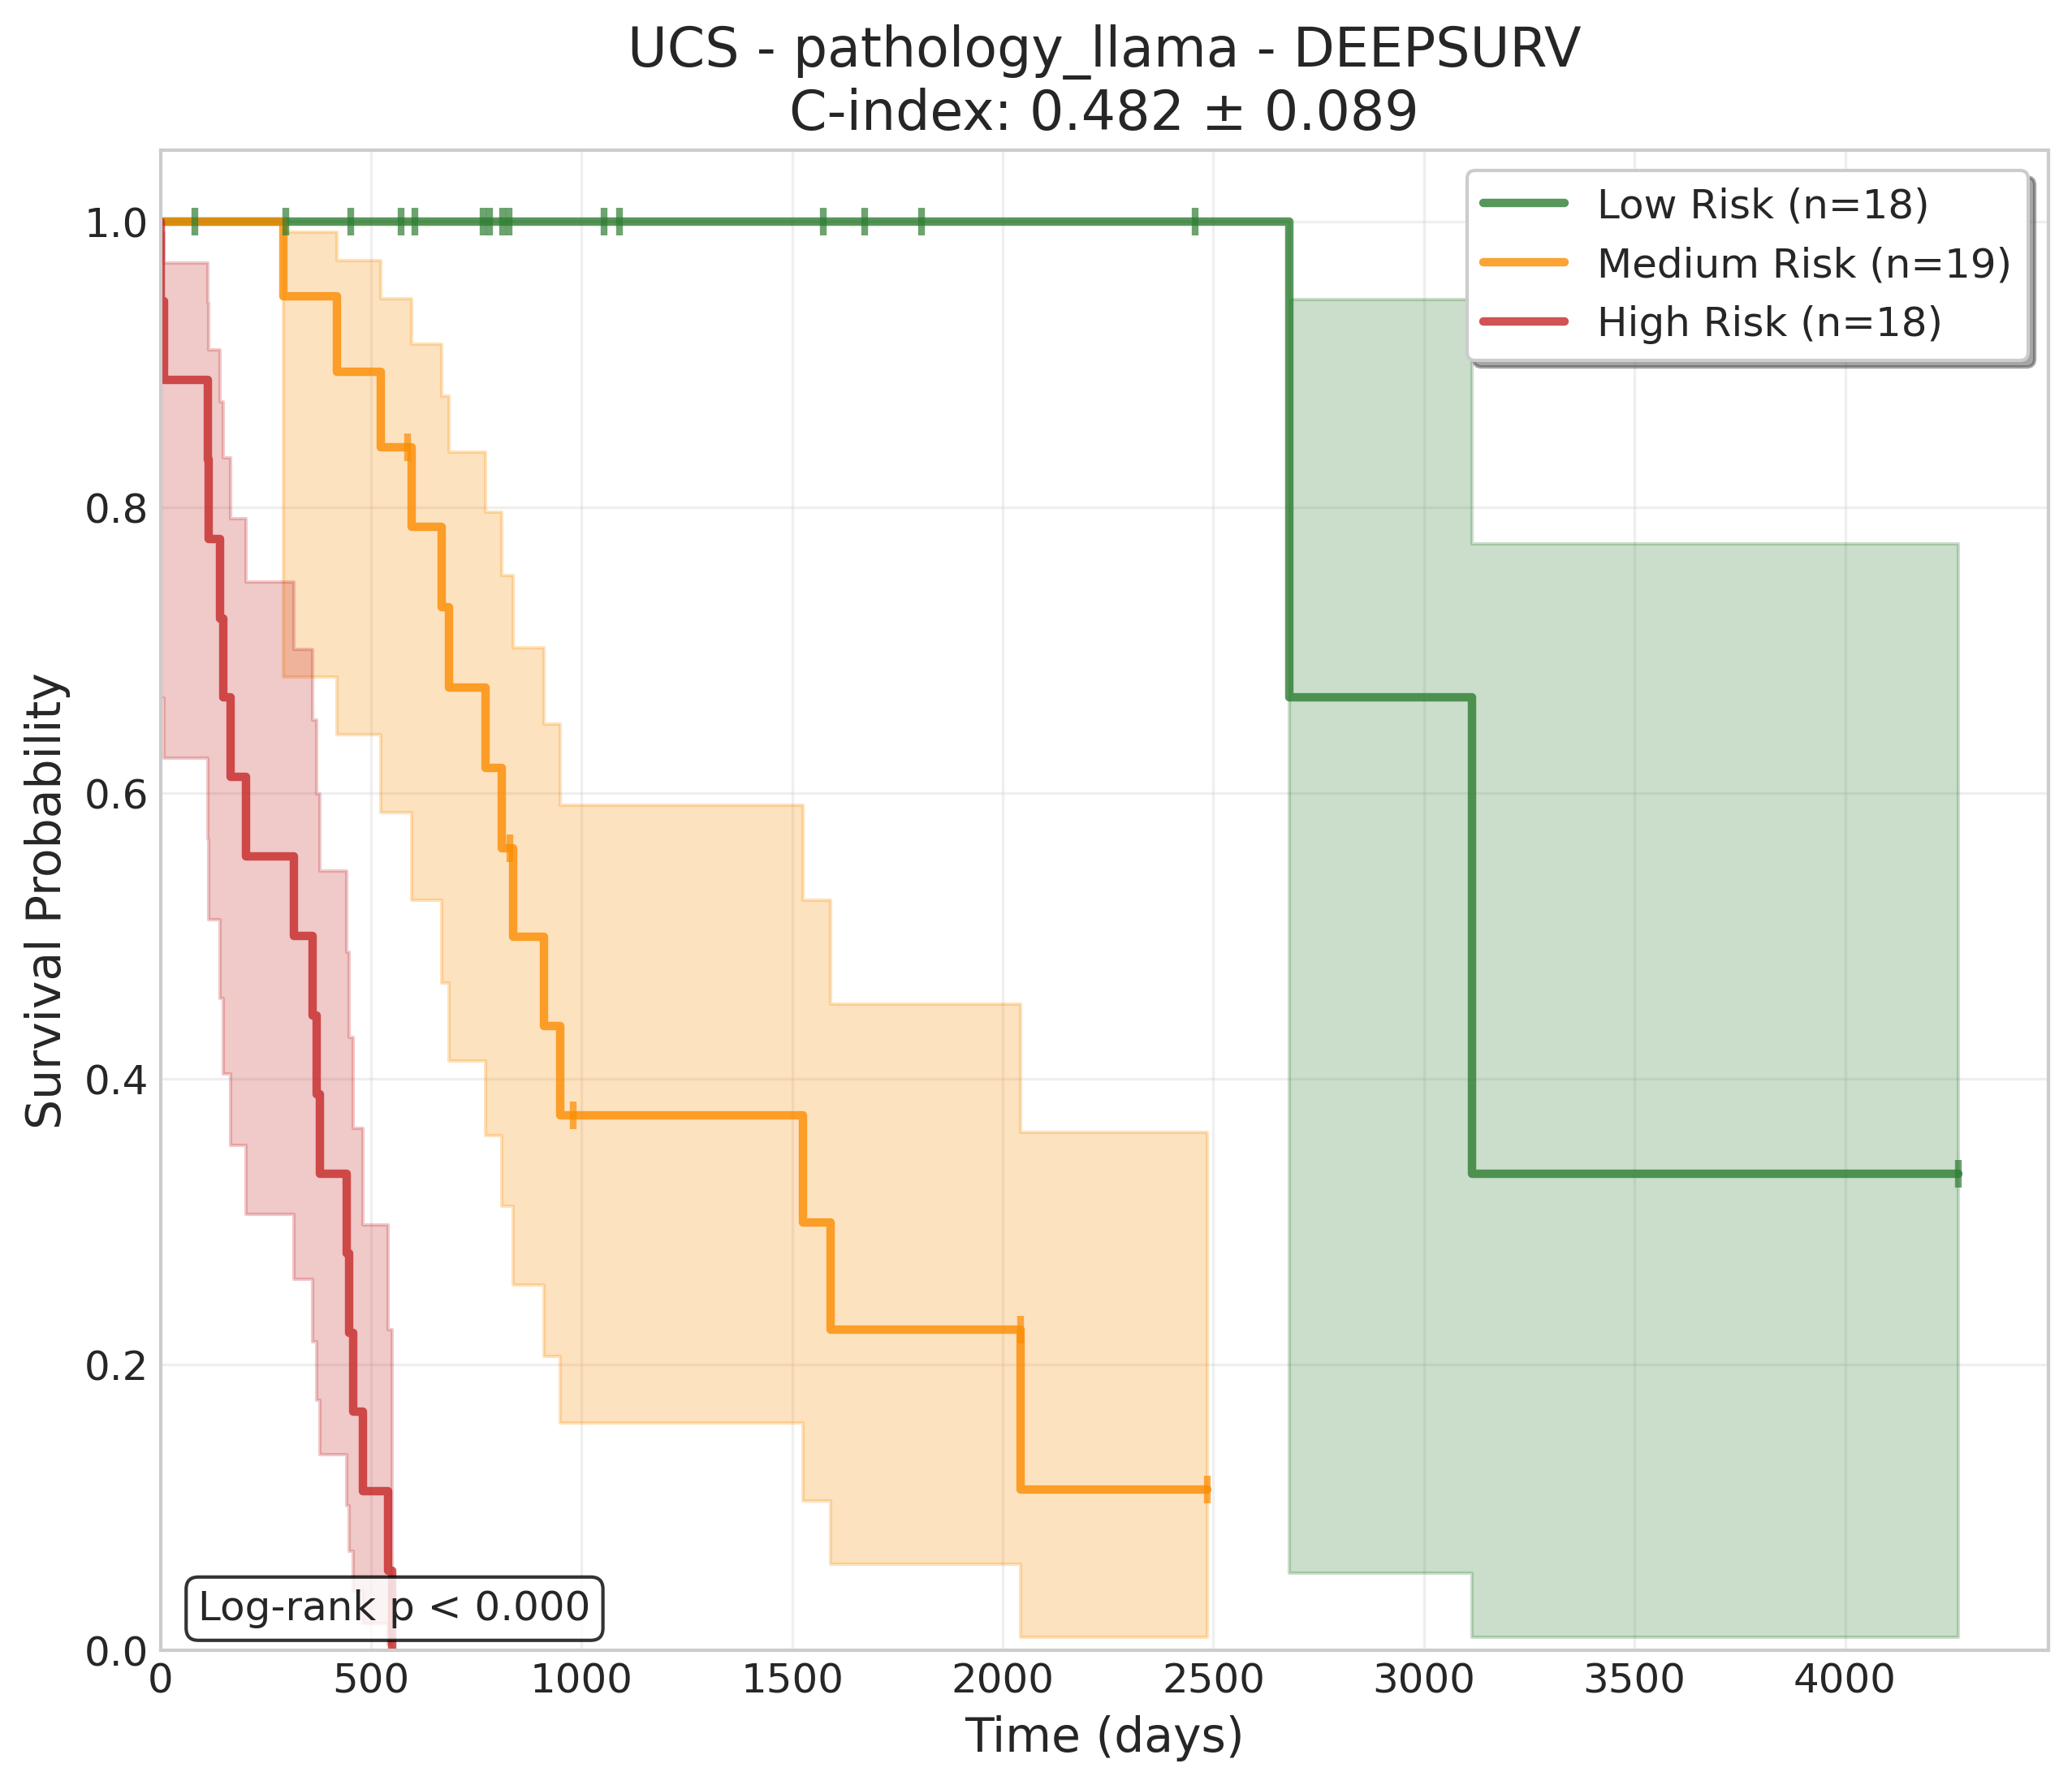 UCS - pathology_llama - DEEPSURV
C-index: 0.482 ± 0.089
Low Risk (n=18)
Medium Risk (n=19)
High Risk (n=18)
Survival Probability
1.0
0.8
0.6
0.4
0.2
0.0
Log-rank p < 0.000
0 500 1000 1500 2000 2500 3000 3500 4000
Time (days)